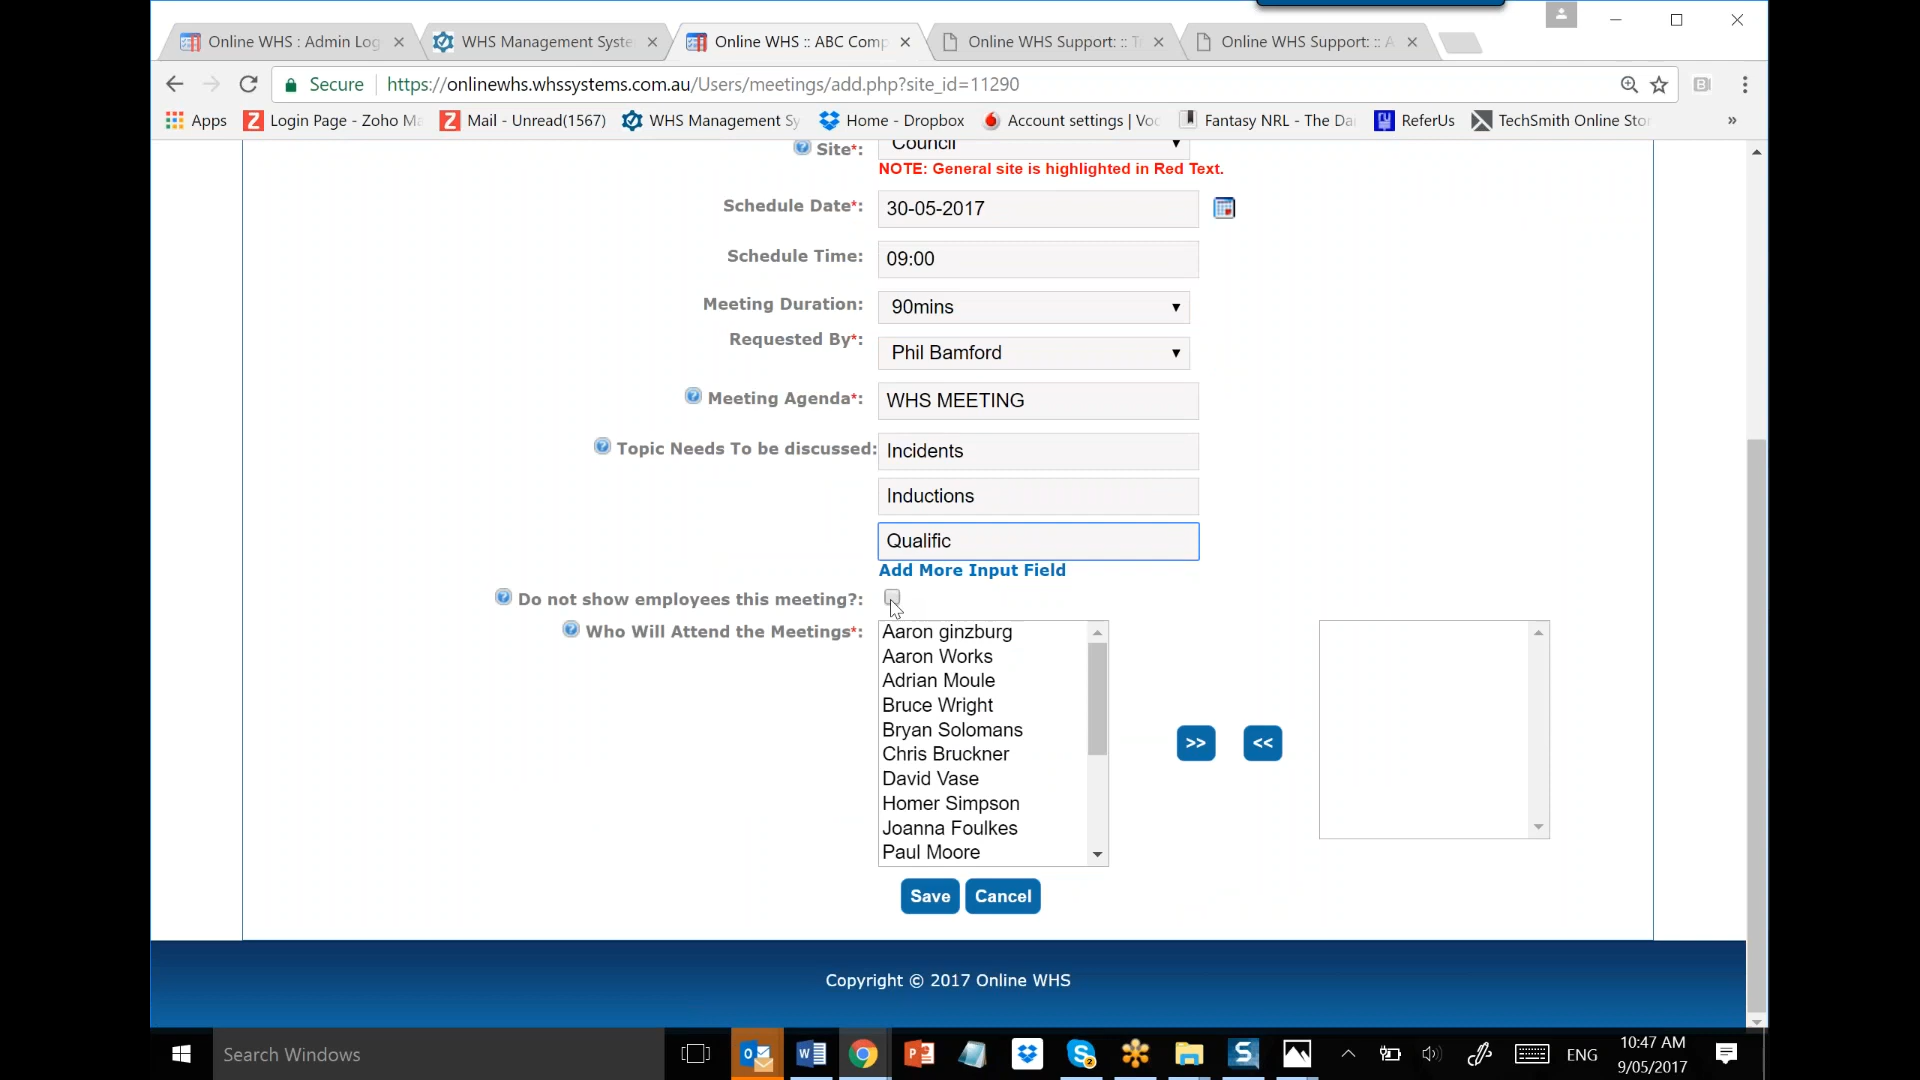 Online WHS : Admin Log
WHS Management Syste
Online WHS :: ABC Comp
Online WHS Support: :: T
Online WHS Support: :: A
Secure
https://onlinewhs.whssystems.com.au/Users/meetings/add.php?site_id=11290
Apps
Login Page - Zoho Ma
Mail - Unread(1567)
WHS Management Sy
Home - Dropbox
Account settings | Voc
Fantasy NRL - The Da
ReferUs
TechSmith Online Stor
»
Site*:
Council
NOTE: General site is highlighted in Red Text.
Schedule Date*:
30-05-2017
Schedule Time:
09:00
Meeting Duration:
90mins
Requested By*:
Phil Bamford
Meeting Agenda*:
WHS MEETING
Topic Needs To be discussed:
Incidents
Inductions
Qualific
Add More Input Field
Do not show employees this meeting?:
Who Will Attend the Meetings*:
Aaron ginzburg
Aaron Works
Adrian Moule
Bruce Wright
Bryan Solomans
Chris Bruckner
David Vase
Homer Simpson
Joanna Foulkes
Paul Moore
>>
<<
Save
Cancel
Copyright © 2017 Online WHS
Search Windows
ENG
10:47 AM
9/05/2017